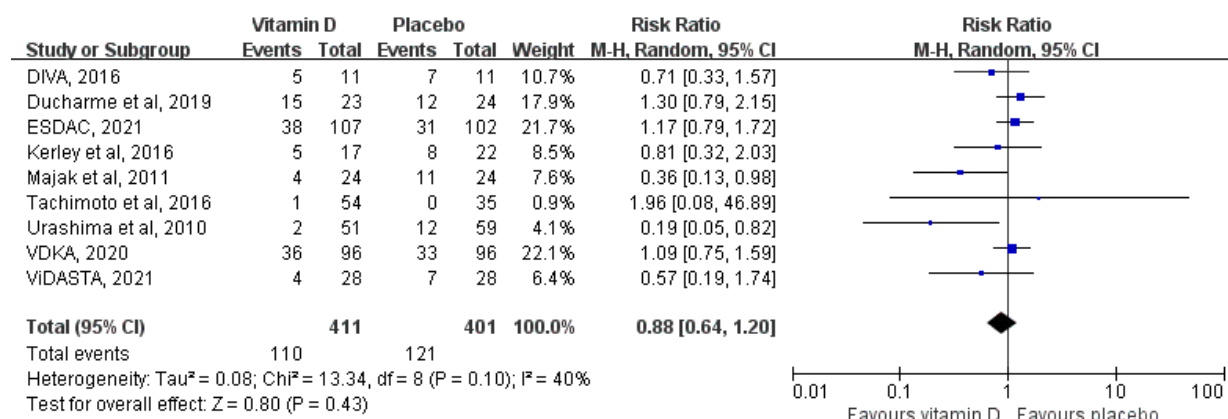 Vitamin D Placebo Risk Ratio Risk Ratio
Study or Subgroup Events Total Events Total Weight M-H, Random, 95% CI M-H, Random, 95% CI
DIVA, 2016 5 11 7 11 10.7% 0.71 [0.33, 1.57]
Ducharme et al, 2019 15 23 12 24 17.9% 1.30 [0.79, 2.15]
ESDAC, 2021 38 107 31 102 21.7% 1.17 [0.79, 1.72]
Kerley et al, 2016 5 17 8 22 8.5% 0.81 [0.32, 2.03]
Majak et al, 2011 4 24 11 24 7.6% 0.36 [0.13, 0.98]
Tachimoto et al, 2016 1 54 0 35 0.9% 1.96 [0.08, 46.89]
Urashima et al, 2010 2 51 12 59 3.8% 0.19 [0.05, 0.82]
VDKA, 2020 36 96 33 96 22.1% 1.09 [0.75, 1.59]
ViDASTA, 2021 4 28 7 28 6.4% 0.57 [0.19, 1.74]
Total (95% CI) 411 401 100.0% 0.88 [0.64, 1.20]
Total events 110 121
Heterogeneity: Tau² = 0.08; Chi² = 13.34, df = 8 (P = 0.10); I² = 40%
Test for overall effect: Z = 0.80 (P = 0.43)
0.01 0.1 1 10 100
Favours vitamin D Favours placebo